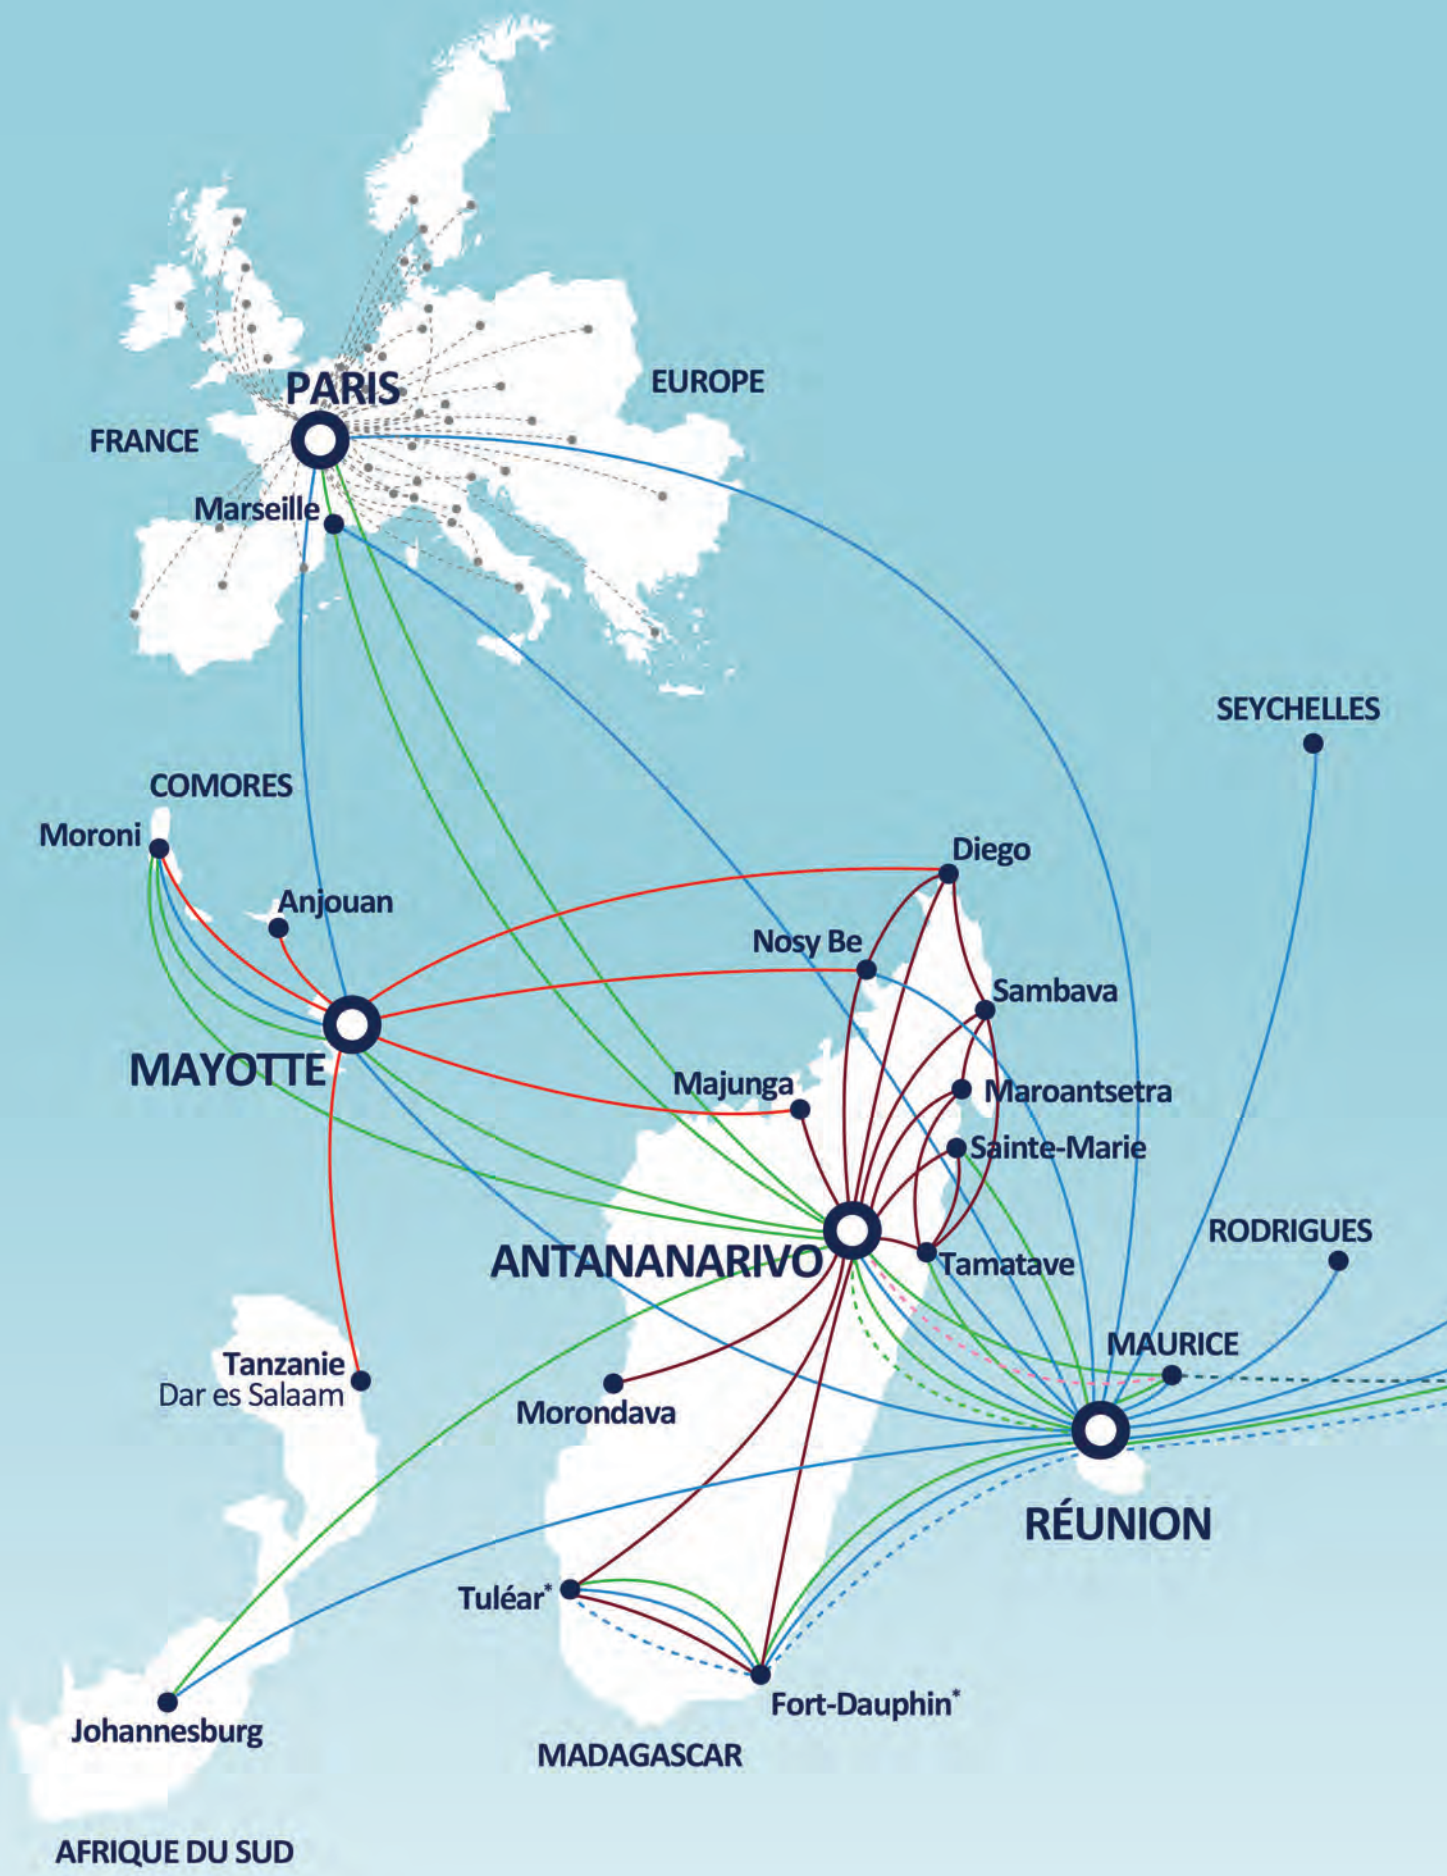 PARIS
EUROPE
FRANCE
Marseille
SEYCHELLES
COMORES
Moroni
Diego
Anjouan
Nosy Be
Sambava
MAYOTTE
Majunga
Maroantsetra
Sainte-Marie
RODRIGUES
ANTANANARIVO
Tamatave
MAURICE
Tanzanie
Dar es Salaam
Morondava
RÉUNION
Tuléar*
Fort-Dauphin*
Johannesburg
MADAGASCAR
AFRIQUE DU SUD